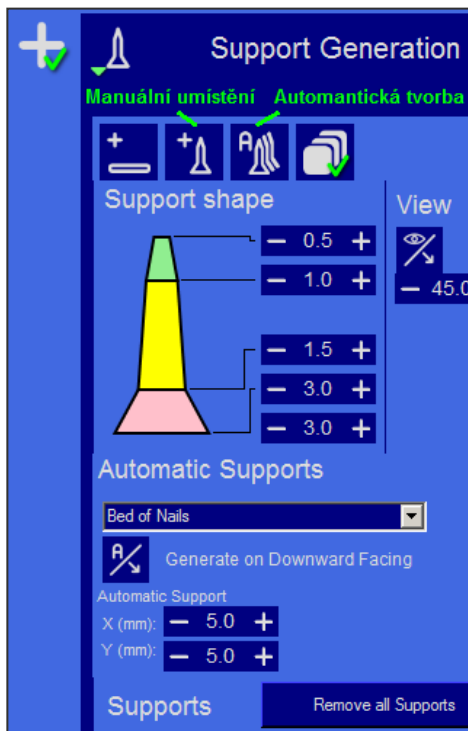 Support Generation
Manuální umístění Automantická tvorba
A
Support shape
View
0.5
1.0
45.0
1.5
3.0
3.0
Automatic Supports
Bed of Nails
A
Generate on Downward Facing
Automatic Support
X (mm): 5.0
Y (mm): 5.0
Supports
Remove all Supports